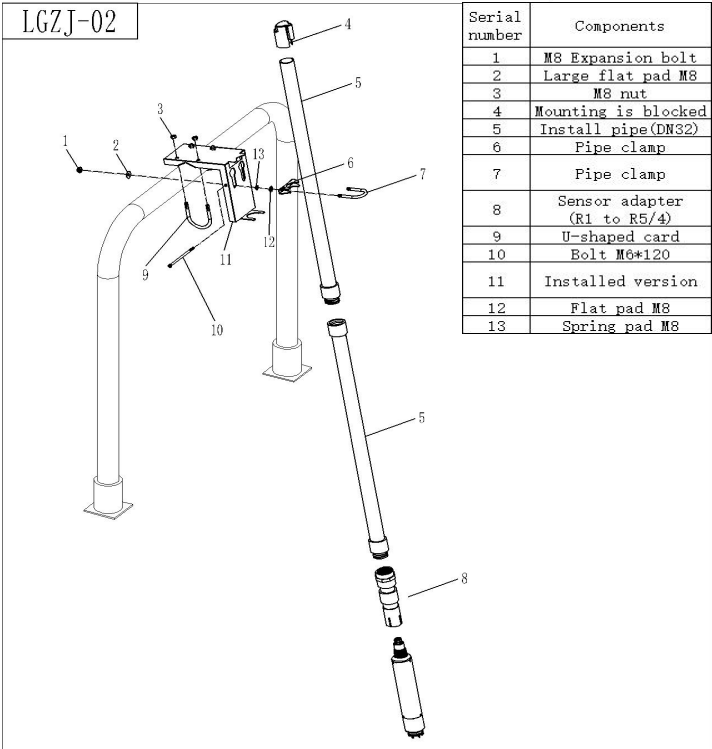 LGZJ-02
Serial number Components
1 M8 Expansion bolt
2 Large flat pad M8
3 M8 nut
4 Mounting is blocked
5 Install pipe(DN32)
6 Pipe clamp
7 Pipe clamp
8 Sensor adapter (R1 to R5/4)
9 U-shaped card
10 Bolt M6*120
11 Installed version
12 Flat pad M8
13 Spring pad M8
4
5
3
1
2
13
6
7
12
11
9
10
5
8